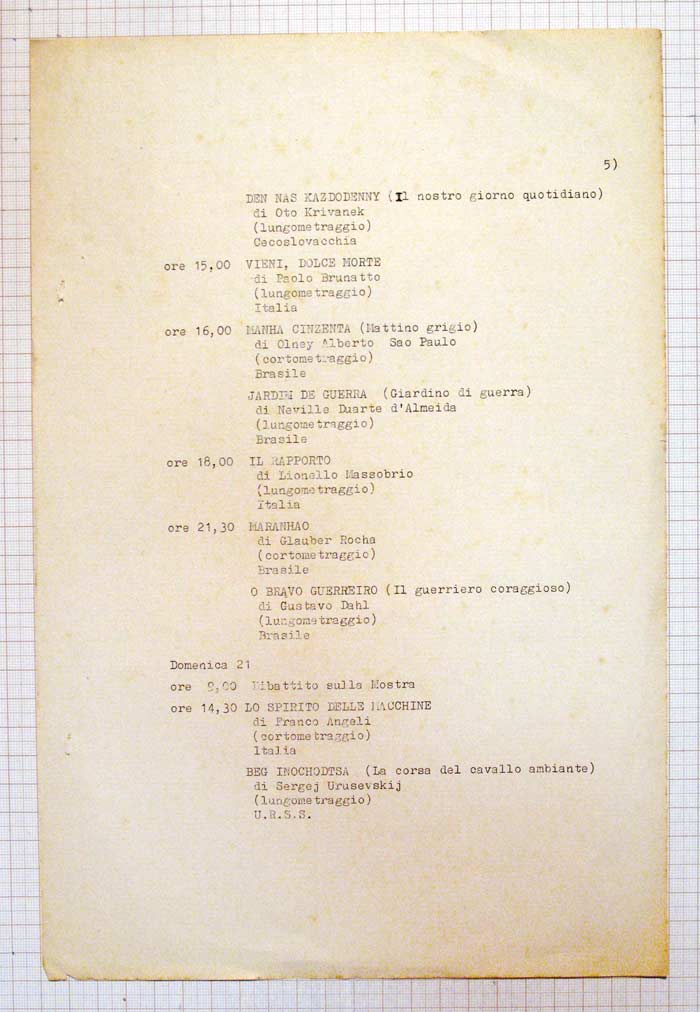 5)
DEN NAS KAZDODENNY (Il nostro giorno quotidiano)
di Oto Krivanek
(lungometraggio)
Cecoslovacchia
ore 15,00 VIENI, DOLCE MORTE
di Paolo Brunatto
(lungometraggio)
Italia
ore 16,00 MANHA CINZENTA (Mattino grigio)
di Olney Alberto Sao Paulo
(cortometraggio)
Brasile
JARDIM DE GUERRA (Giardino di guerra)
di Neville Duarte d'Almeida
(lungometraggio)
Brasile
ore 18,00 IL RAPPORTO
di Lionello Massobrio
(lungometraggio)
Italia
ore 21,30 MARANHAO
di Glauber Rocha
(cortometraggio)
Brasile
O BRAVO GUERREIRO (Il guerriero coraggioso)
di Gustavo Dahl
(lungometraggio)
Brasile
Domenica 21
ore 9,00 Dibattito sulla Mostra
ore 14,30 LO SPIRITO DELLE MACCHINE
di Franco Angeli
(cortometraggio)
Italia
BEG INOCHODTSA (La corsa del cavallo ambiante)
di Sergej Urusevskij
(lungometraggio)
U.R.S.S.